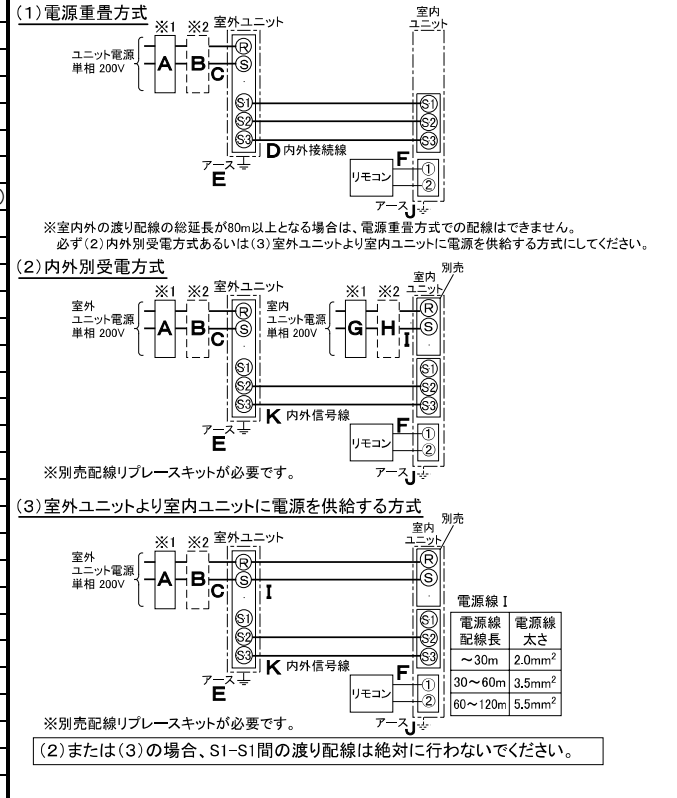 (1)電源重畳方式
※1 ※2 室外ユニット
室内
ユニット
ユニット電源
単相 200V
A
B
C
R
S
S1
S2
S3
S1
S2
S3
D 内外接続線
アース
E
リモコン
F
①
②
アース J
※室内外の渡り配線の総延長が80m以上となる場合は、電源重畳方式での配線はできません。
必ず(2)内外別受電方式あるいは(3)室外ユニットより室内ユニットに電源を供給する方式にしてください。
(2)内外別受電方式
※1 ※2 室外ユニット
※1 ※2
室内
ユニット
別売
室外
ユニット電源
単相 200V
A
B
C
R
S
室内
ユニット電源
単相 200V
G
H
I
R
S
S1
S2
S3
S1
S2
S3
K 内外信号線
アース
E
リモコン
F
①
②
アース J
※別売配線リプレースキットが必要です。
(3)室外ユニットより室内ユニットに電源を供給する方式
※1 ※2 室外ユニット
室内
ユニット
別売
室外
ユニット電源
単相 200V
A
B
C
R
S
I
R
S
S1
S2
S3
S1
S2
S3
K 内外信号線
アース
E
リモコン
F
①
②
アース J
※別売配線リプレースキットが必要です。
電源線 I
電源線 電源線
配線長 太さ
～30m 2.0mm²
30～60m 3.5mm²
60～120m 5.5mm²
(2)または(3)の場合、S1-S1間の渡り配線は絶対に行わないでください。